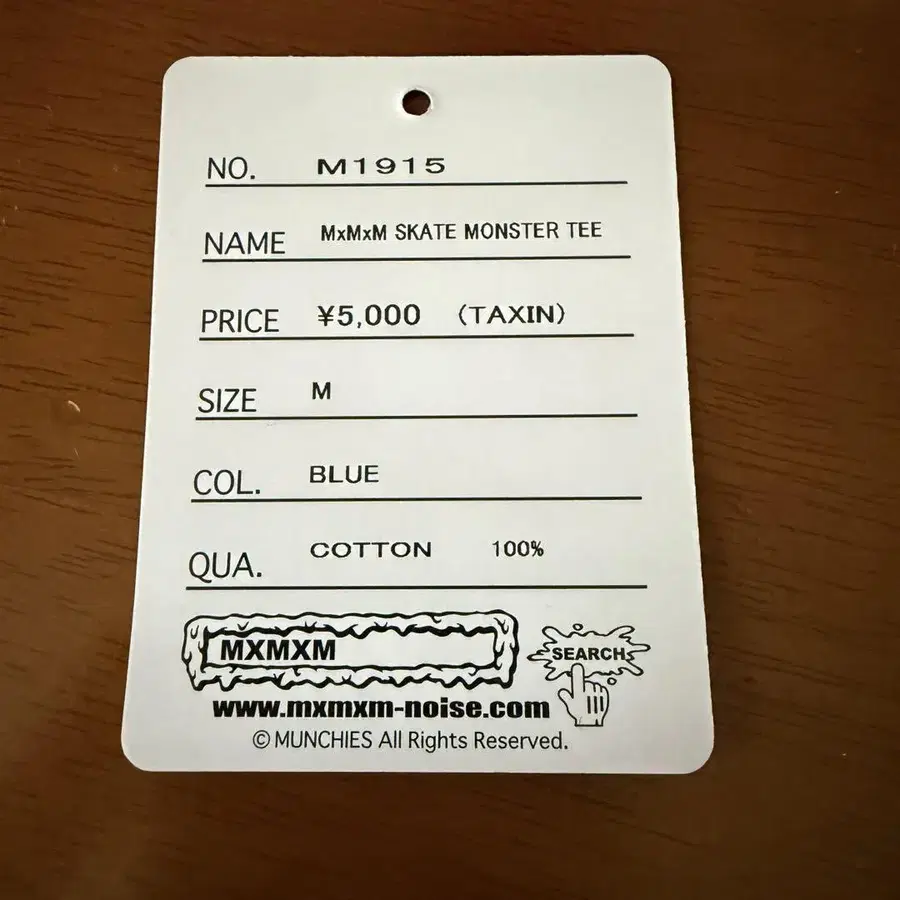 NO. M1915
NAME MxMxM SKATE MONSTER TEE
PRICE ¥5,000 (TAXIN)
SIZE M
COL. BLUE
QUA. COTTON 100%
MXMXM SEARCH
www.mxmxm-noise.com
© MUNCHIES All Rights Reserved.